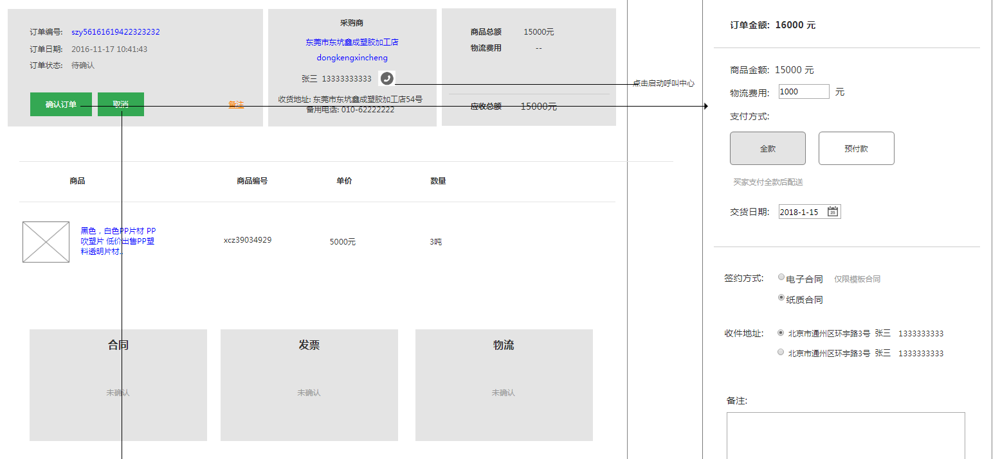 订单编号: szy56161619422323232
订单日期: 2016-11-17 10:41:43
订单状态: 待确认
确认订单 取消 备注
采购商
东莞市东坑鑫成塑胶加工店
dongkengxincheng
张三 13333333333
收货地址: 东莞市东坑鑫成塑胶加工店54号
备用电话: 010-62222222
商品总额 15000元
物流费用 --
应收总额 15000元
点击启动呼叫中心
商品 商品编号 单价 数量
黑色，白色PP片材 PP
吹塑片 低价出售PP塑
料透明片材..
xcz39034929 5000元 3吨
合同
未确认
发票
未确认
物流
未确认
订单金额: 16000 元
商品金额: 15000 元
物流费用: 1000 元
支付方式:
全款 预付款
买家支付全款后配送
交货日期: 2018-1-15 25
签约方式: 电子合同 仅限模板合同
纸质合同
收件地址: 北京市通州区环宇路3号 张三 1333333333
北京市通州区环宇路3号 张三 1333333333
备注: